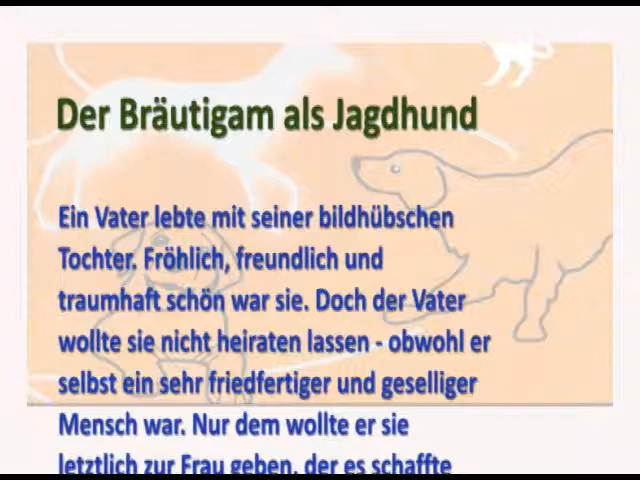 Der Bräutigam als Jagdhund
Ein Vater lebte mit seiner bildhübschen
Tochter. Fröhlich, freundlich und
traumhaft schön war sie. Doch der Vater
wollte sie nicht heiraten lassen - obwohl er
selbst ein sehr friedfertiger und geselliger
Mensch war. Nur dem wollte er sie
letztlich zur Frau geben, der es schaffte